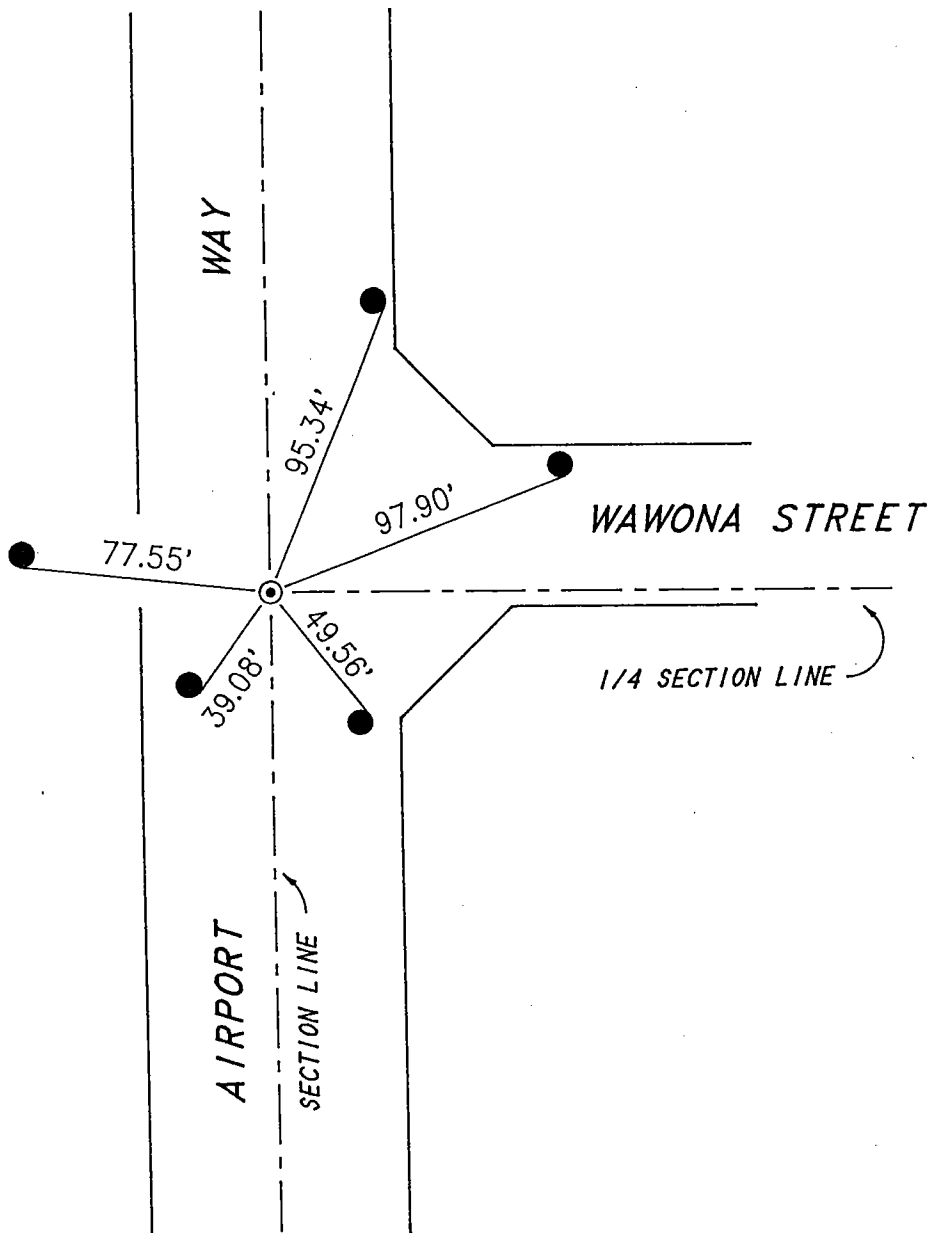 WAY
95.34'
97.90'
WAWONA STREET
77.55'
49.56'
39.08'
1/4 SECTION LINE
AIRPORT
SECTION LINE